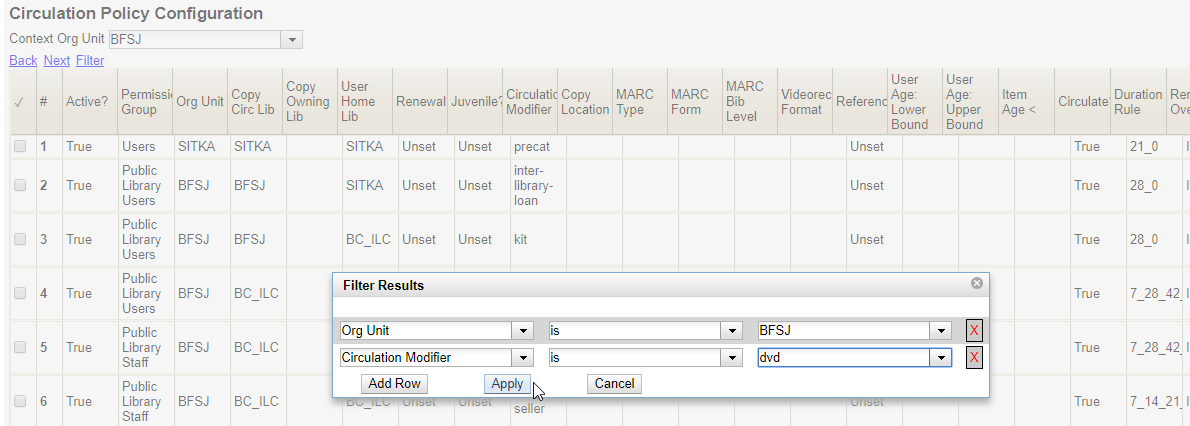 Circulation Policy Configuration
Context Org Unit BFSJ
Back Next Filter
✓ # Active? Permissi Group Org Unit Copy Circ Lib Copy Owning Lib User Home Lib Renewal Juvenile? Circulatio Modifier Copy Location MARC Type MARC Form MARC Bib Level Videorec Format Referenc User Age: Lower Bound User Age: Upper Bound Item Age < Circulate Duration Rule Ren Ove
1 True Users SITKA SITKA SITKA Unset Unset precat Unset True 21_0
2 True Public Library Users BFSJ BFSJ SITKA Unset Unset inter-library-loan Unset True 28_0
3 True Public Library Users BFSJ BFSJ BC_ILC Unset Unset kit Unset True 28_0
Filter Results
4 True Public Library Users BFSJ BC_ILC True 7_28_42_
Org Unit is BFSJ X
5 True Public Library Staff BFSJ BC_ILC True 7_28_42_
Circulation Modifier is dvd X
Add Row Apply Cancel
6 True Public Library Staff BFSJ BC_ILC BC_ILC Unset Unset seller Unset True 7_14_21_